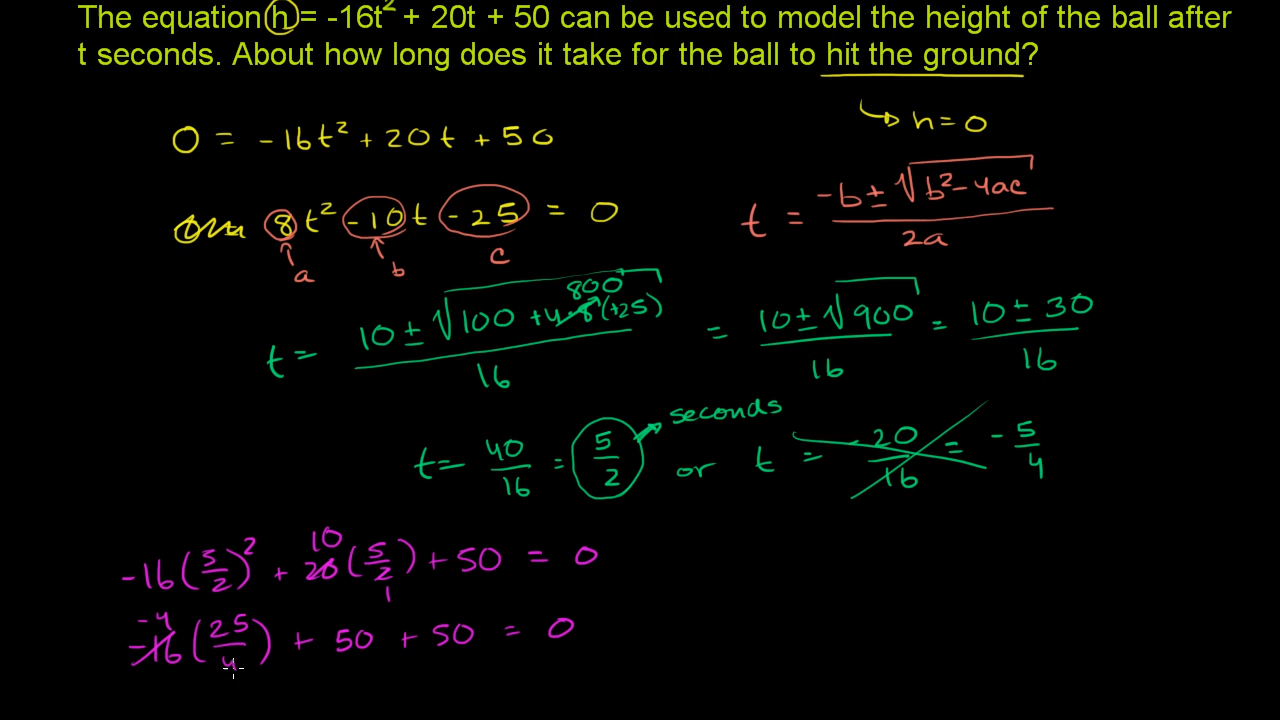 The equation h = -16t² + 20t + 50 can be used to model the height of the ball after
t seconds. About how long does it take for the ball to hit the ground?
h = 0
0 = -16t² + 20t + 50
t = (-b ± √(b² - 4ac)) / 2a
8t² - 10t - 25 = 0
a b c
t = (10 ± √(100 + 4·8(+25))) / 16 = (10 ± √900) / 16 = (10 ± 30) / 16
800
seconds
t = 40/16 = 5/2 or t = -20/16 = -5/4
-16(5/2)² + 20(5/2) + 50 = 0
10
1
-16(25/4) + 50 + 50 = 0
-4